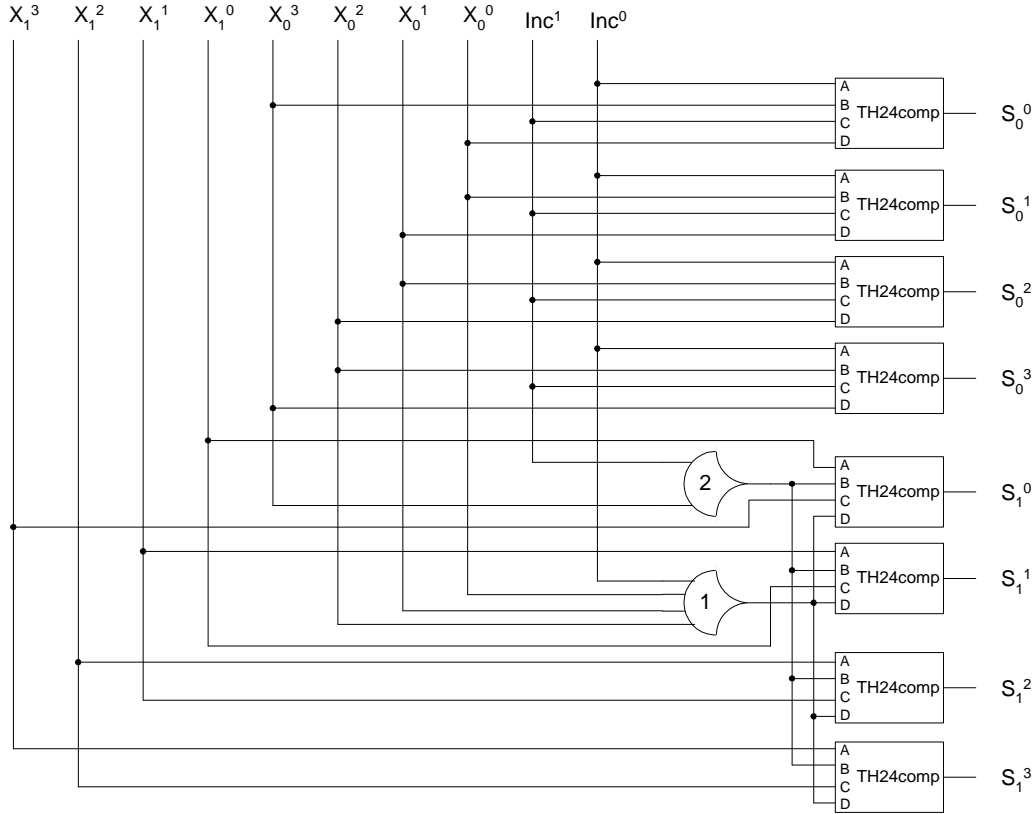 X₁³ X₁² X₁¹ X₁⁰ X₀³ X₀² X₀¹ X₀⁰ Inc¹ Inc⁰
A
B
C
D
TH24comp
S₀⁰
A
B
C
D
TH24comp
S₀¹
A
B
C
D
TH24comp
S₀²
A
B
C
D
TH24comp
S₀³
2
A
B
C
D
TH24comp
S₁⁰
1
A
B
C
D
TH24comp
S₁¹
A
B
C
D
TH24comp
S₁²
A
B
C
D
TH24comp
S₁³